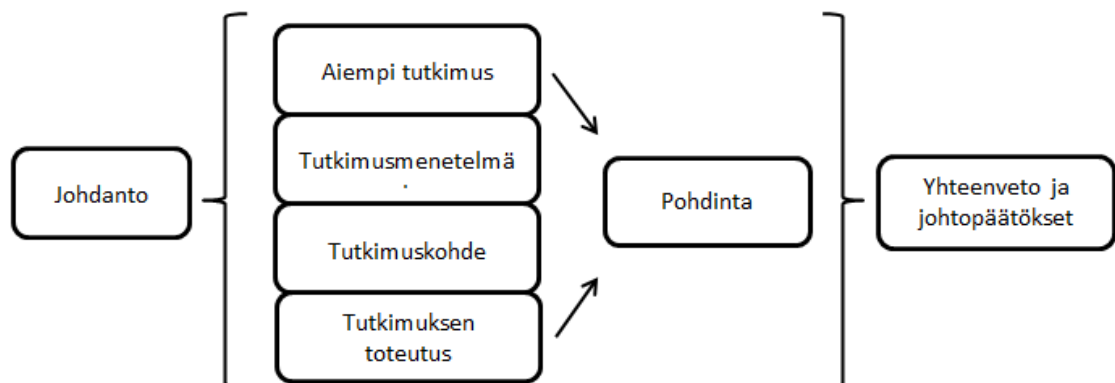 Johdanto
Aiempi tutkimus
Tutkimusmenetelmä
.
Tutkimuskohde
Tutkimuksen
toteutus
Pohdinta
Yhteenveto ja
johtopäätökset